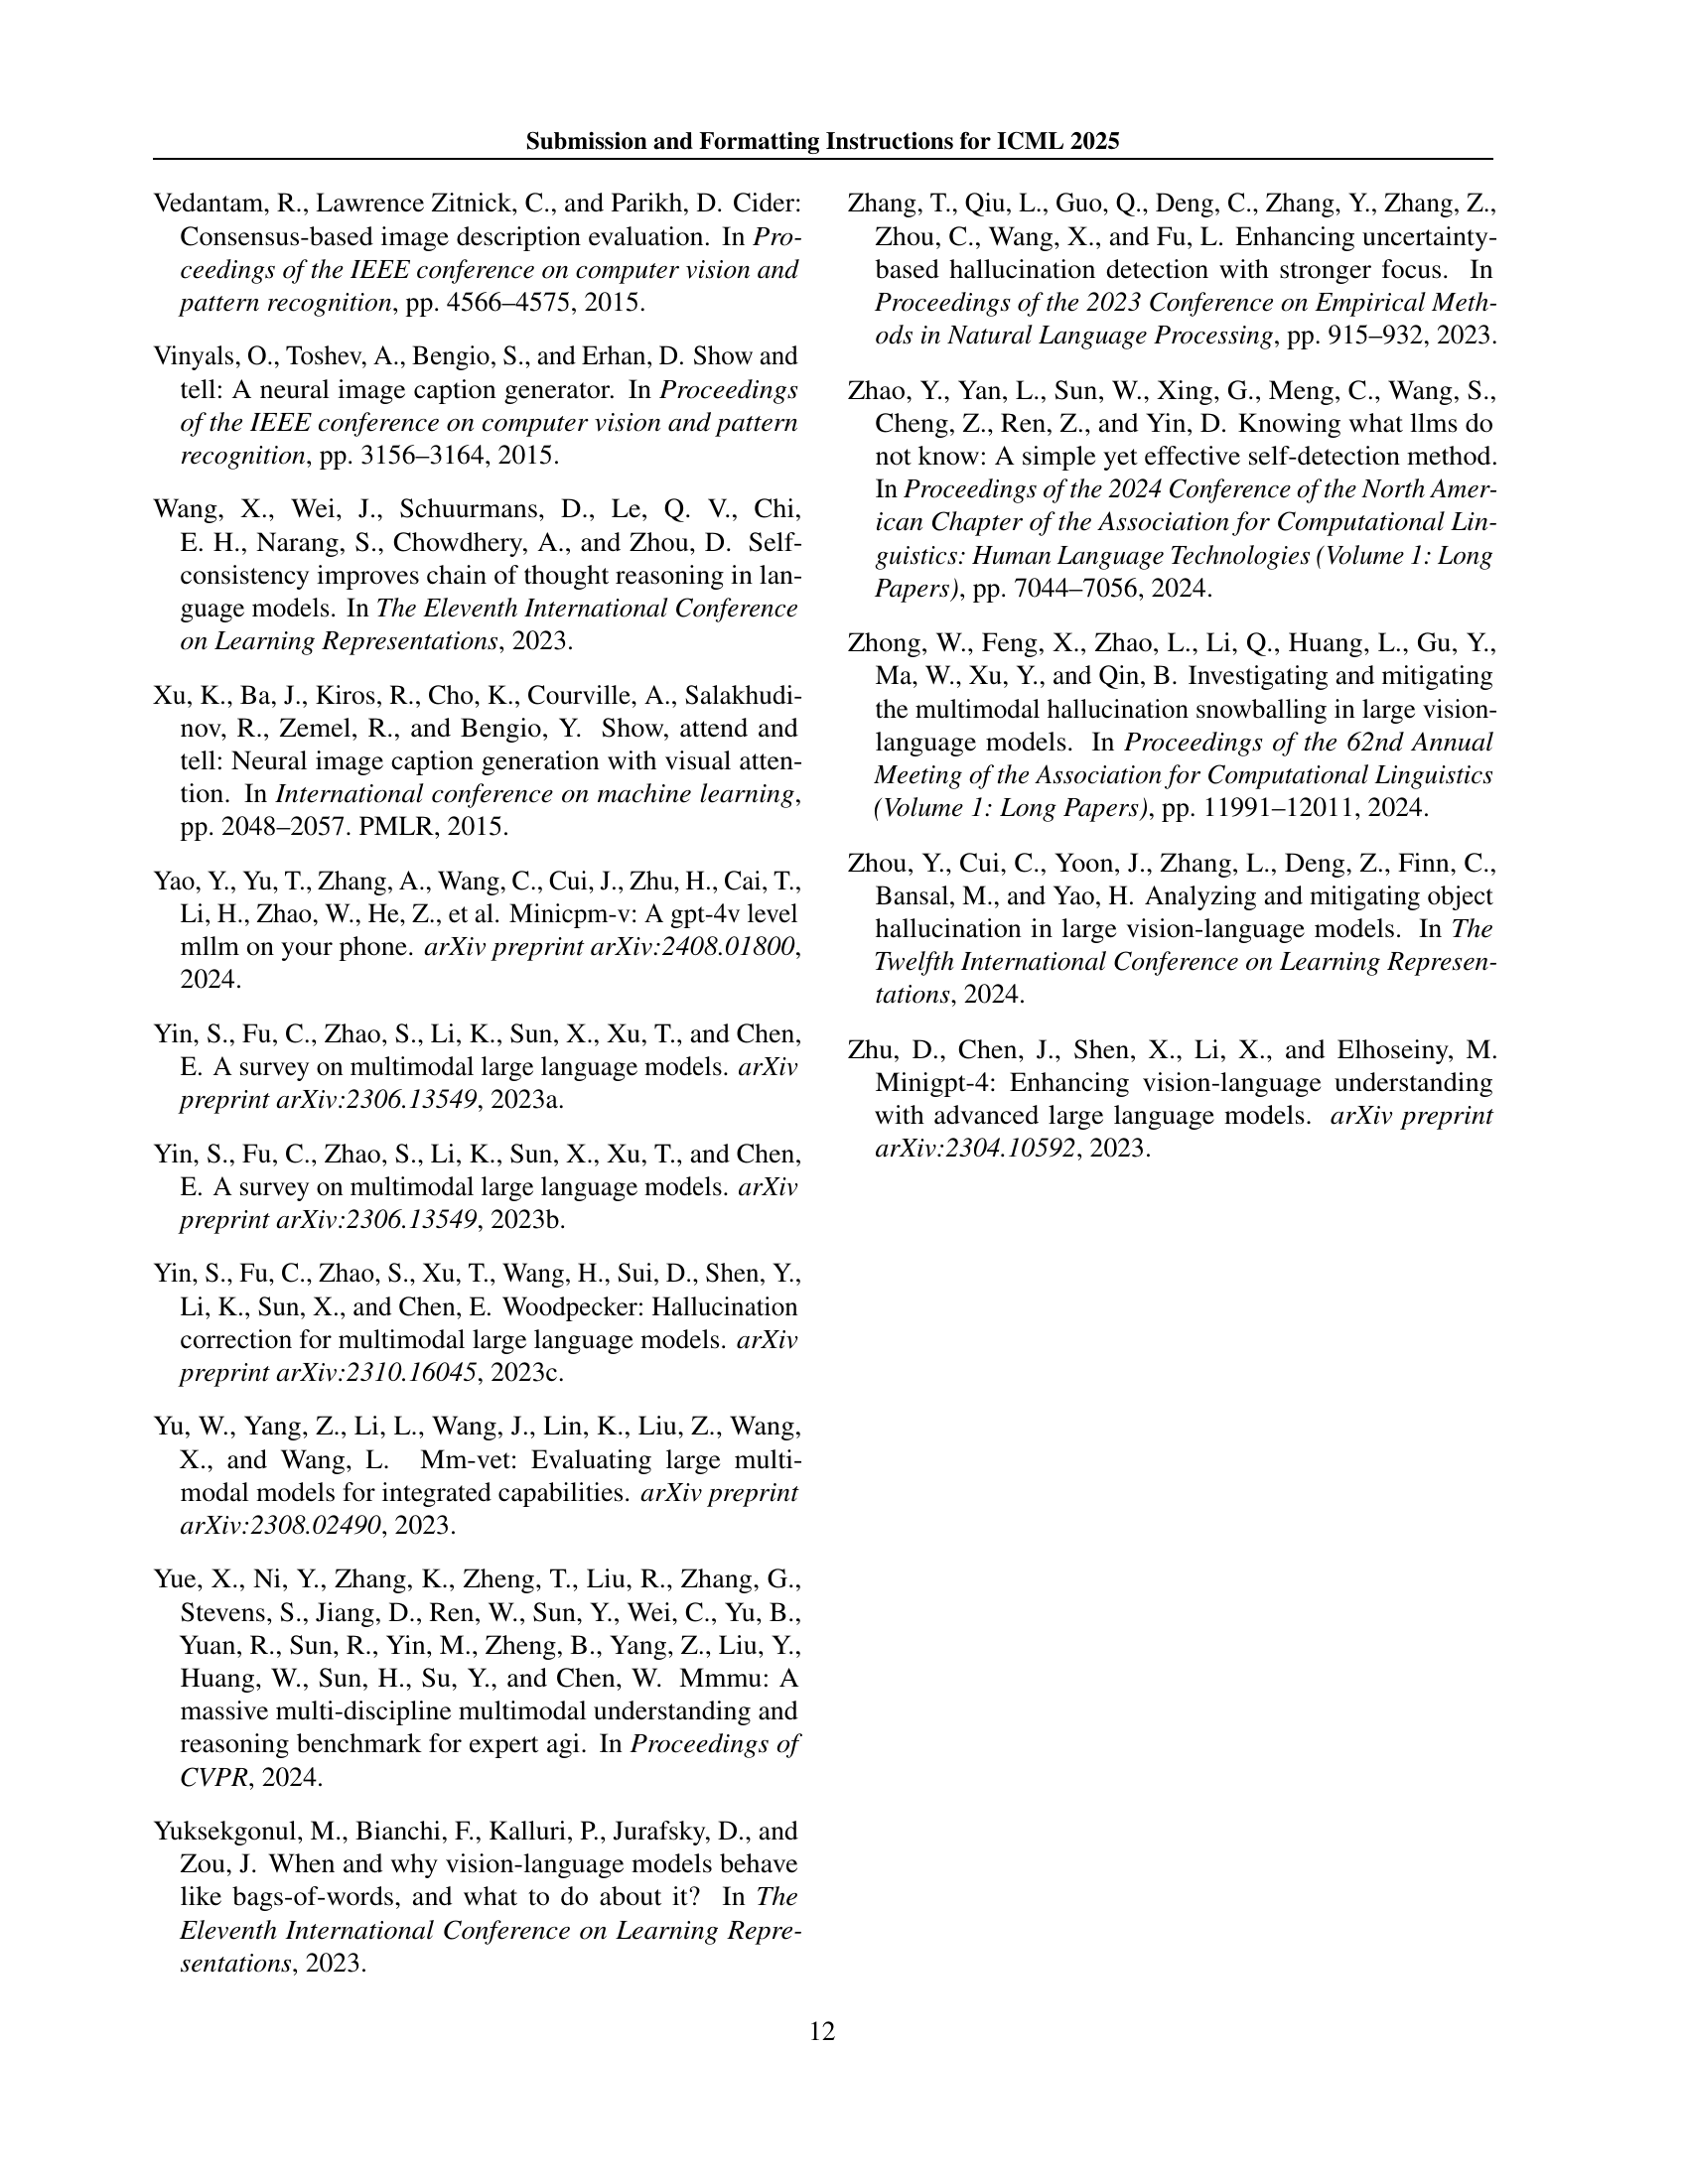 Submission and Formatting Instructions for ICML 2025
Vedantam, R., Lawrence Zitnick, C., and Parikh, D. Cider:
Consensus-based image description evaluation. In Pro-
ceedings of the IEEE conference on computer vision and
pattern recognition, pp. 4566–4575, 2015.
Vinyals, O., Toshev, A., Bengio, S., and Erhan, D. Show and
tell: A neural image caption generator. In Proceedings
of the IEEE conference on computer vision and pattern
recognition, pp. 3156–3164, 2015.
Wang, X., Wei, J., Schuurmans, D., Le, Q. V., Chi,
E. H., Narang, S., Chowdhery, A., and Zhou, D. Self-
consistency improves chain of thought reasoning in lan-
guage models. In The Eleventh International Conference
on Learning Representations, 2023.
Xu, K., Ba, J., Kiros, R., Cho, K., Courville, A., Salakhudi-
nov, R., Zemel, R., and Bengio, Y. Show, attend and
tell: Neural image caption generation with visual atten-
tion. In International conference on machine learning,
pp. 2048–2057. PMLR, 2015.
Yao, Y., Yu, T., Zhang, A., Wang, C., Cui, J., Zhu, H., Cai, T.,
Li, H., Zhao, W., He, Z., et al. Minicpm-v: A gpt-4v level
mllm on your phone. arXiv preprint arXiv:2408.01800,
2024.
Yin, S., Fu, C., Zhao, S., Li, K., Sun, X., Xu, T., and Chen,
E. A survey on multimodal large language models. arXiv
preprint arXiv:2306.13549, 2023a.
Yin, S., Fu, C., Zhao, S., Li, K., Sun, X., Xu, T., and Chen,
E. A survey on multimodal large language models. arXiv
preprint arXiv:2306.13549, 2023b.
Yin, S., Fu, C., Zhao, S., Xu, T., Wang, H., Sui, D., Shen, Y.,
Li, K., Sun, X., and Chen, E. Woodpecker: Hallucination
correction for multimodal large language models. arXiv
preprint arXiv:2310.16045, 2023c.
Yu, W., Yang, Z., Li, L., Wang, J., Lin, K., Liu, Z., Wang,
X., and Wang, L. Mm-vet: Evaluating large multi-
modal models for integrated capabilities. arXiv preprint
arXiv:2308.02490, 2023.
Yue, X., Ni, Y., Zhang, K., Zheng, T., Liu, R., Zhang, G.,
Stevens, S., Jiang, D., Ren, W., Sun, Y., Wei, C., Yu, B.,
Yuan, R., Sun, R., Yin, M., Zheng, B., Yang, Z., Liu, Y.,
Huang, W., Sun, H., Su, Y., and Chen, W. Mmmu: A
massive multi-discipline multimodal understanding and
reasoning benchmark for expert agi. In Proceedings of
CVPR, 2024.
Yuksekgonul, M., Bianchi, F., Kalluri, P., Jurafsky, D., and
Zou, J. When and why vision-language models behave
like bags-of-words, and what to do about it? In The
Eleventh International Conference on Learning Repre-
sentations, 2023.
Zhang, T., Qiu, L., Guo, Q., Deng, C., Zhang, Y., Zhang, Z.,
Zhou, C., Wang, X., and Fu, L. Enhancing uncertainty-
based hallucination detection with stronger focus. In
Proceedings of the 2023 Conference on Empirical Meth-
ods in Natural Language Processing, pp. 915–932, 2023.
Zhao, Y., Yan, L., Sun, W., Xing, G., Meng, C., Wang, S.,
Cheng, Z., Ren, Z., and Yin, D. Knowing what llms do
not know: A simple yet effective self-detection method.
In Proceedings of the 2024 Conference of the North Amer-
ican Chapter of the Association for Computational Lin-
guistics: Human Language Technologies (Volume 1: Long
Papers), pp. 7044–7056, 2024.
Zhong, W., Feng, X., Zhao, L., Li, Q., Huang, L., Gu, Y.,
Ma, W., Xu, Y., and Qin, B. Investigating and mitigating
the multimodal hallucination snowballing in large vision-
language models. In Proceedings of the 62nd Annual
Meeting of the Association for Computational Linguistics
(Volume 1: Long Papers), pp. 11991–12011, 2024.
Zhou, Y., Cui, C., Yoon, J., Zhang, L., Deng, Z., Finn, C.,
Bansal, M., and Yao, H. Analyzing and mitigating object
hallucination in large vision-language models. In The
Twelfth International Conference on Learning Represen-
tations, 2024.
Zhu, D., Chen, J., Shen, X., Li, X., and Elhoseiny, M.
Minigpt-4: Enhancing vision-language understanding
with advanced large language models. arXiv preprint
arXiv:2304.10592, 2023.
12